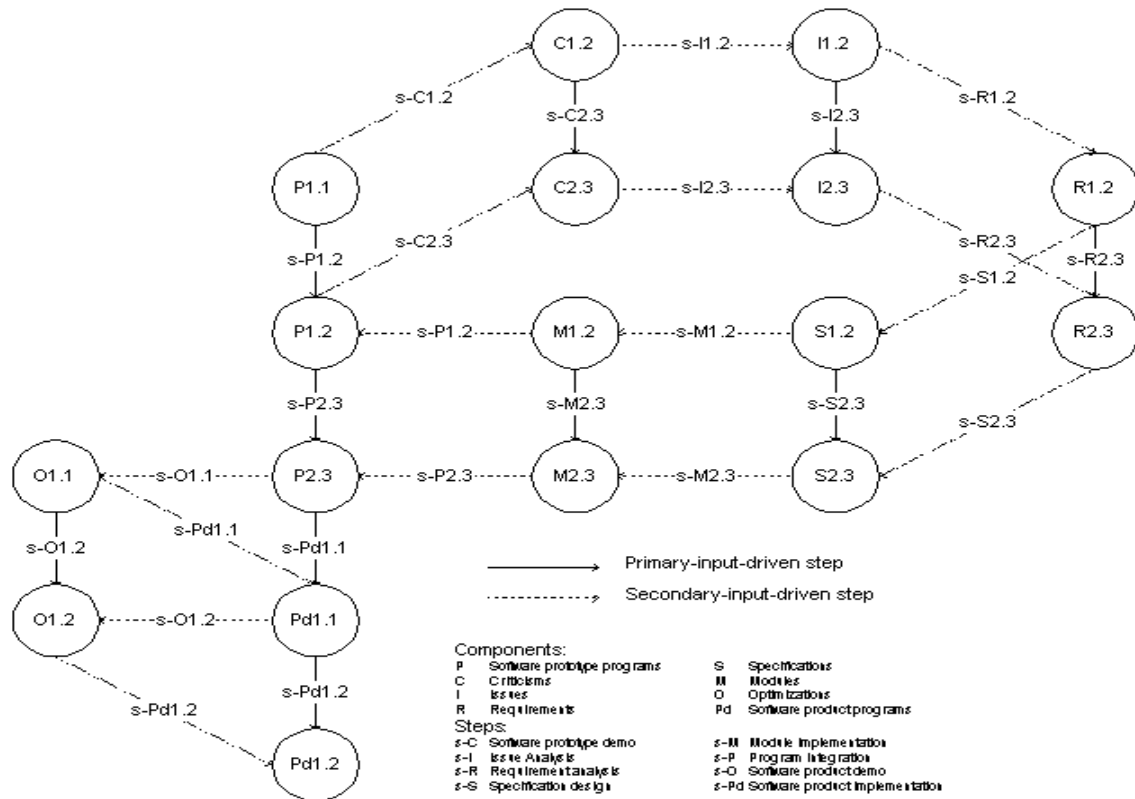 C1.2 s-I1.2 I1.2
s-C1.2 s-R1.2
s-C2.3 s-I2.3
P1.1 C2.3 s-I2.3 I2.3 R1.2
s-C2.3 s-R2.3
s-P1.2 s-R2.3
s-S1.2
P1.2 s-P1.2 M1.2 s-M1.2 S1.2 R2.3
s-P2.3 s-M2.3 s-S2.3
s-S2.3
O1.1 s-O1.1 P2.3 s-P2.3 M2.3 s-M2.3 S2.3
s-Pd1.1
s-O1.2 s-Pd1.1
Primary-input-driven step
Secondary-input-driven step
O1.2 s-O1.2 Pd1.1
s-Pd1.2
s-Pd1.2
Pd1.2
Components:
P Software prototype programs S Specifications
C Criticisms M Modules
I Issues O Optimizations
R Requirements Pd Software product programs
Steps:
s-C Software prototype demo s-M Module Implementation
s-I Issue Analysis s-P Program Integration
s-R Requirement analysis s-O Software product demo
s-S Specification design s-Pd Software product Implementation